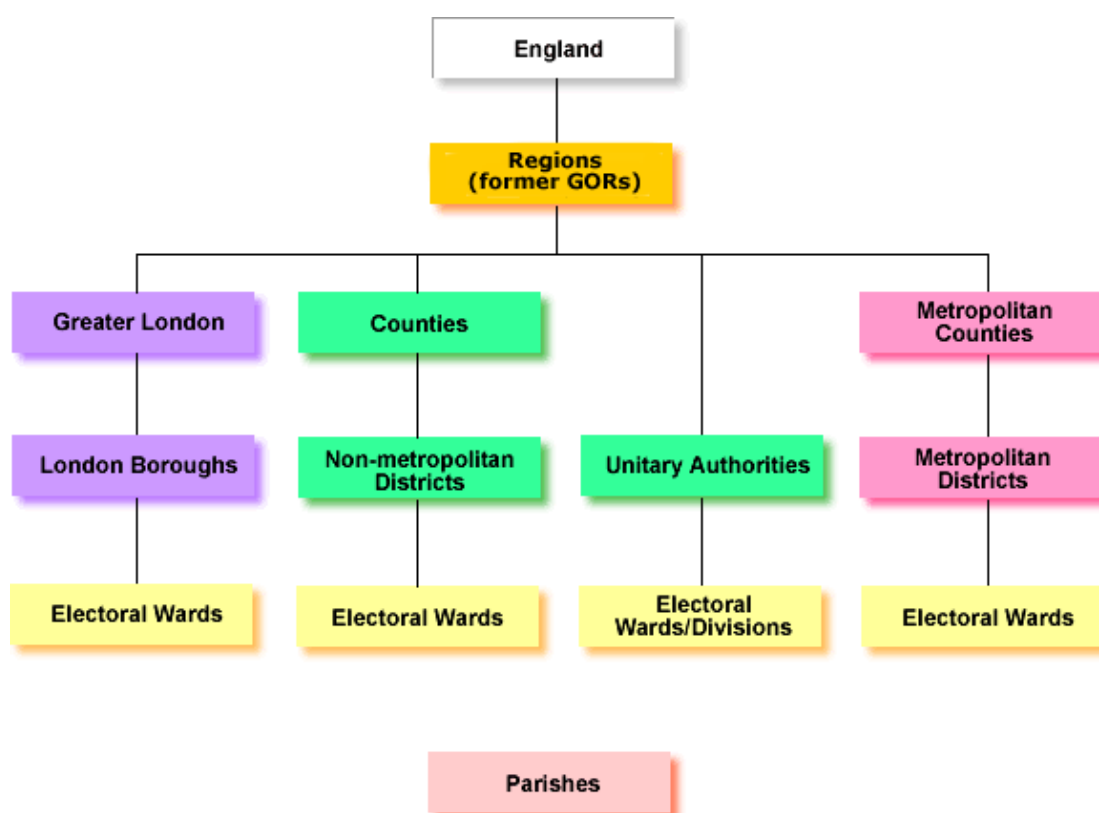 England
Regions
(former GORs)
Greater London
Counties
Metropolitan
Counties
London Boroughs
Non-metropolitan
Districts
Unitary Authorities
Metropolitan
Districts
Electoral Wards
Electoral Wards
Electoral
Wards/Divisions
Electoral Wards
Parishes